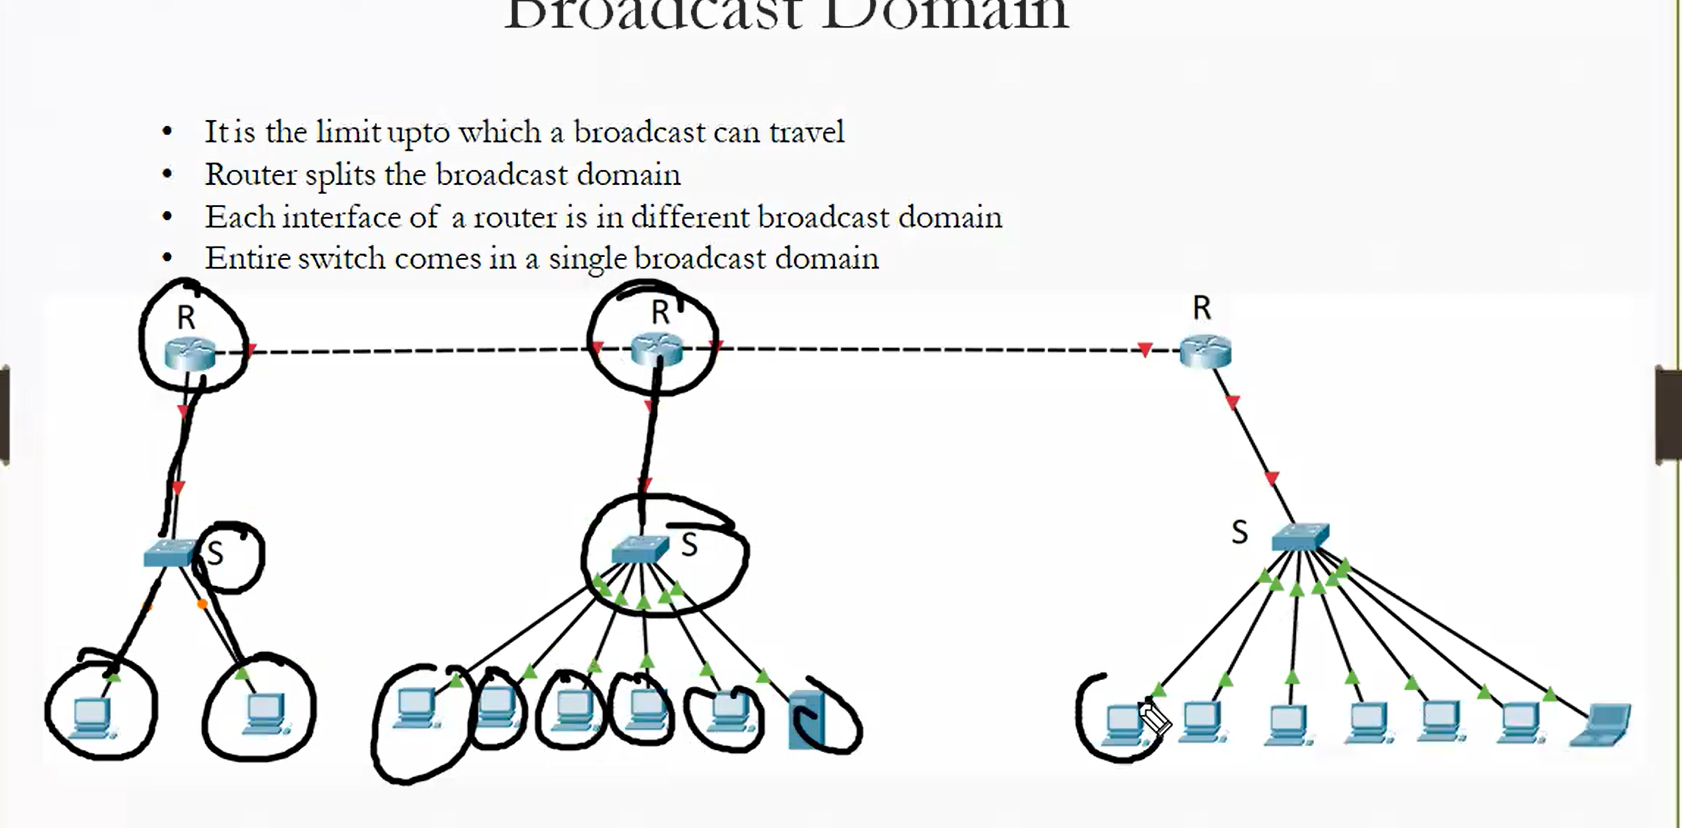 Broadcast Domain
• It is the limit upto which a broadcast can travel
• Router splits the broadcast domain
• Each interface of a router is in different broadcast domain
• Entire switch comes in a single broadcast domain
R
R
R
S
S
S